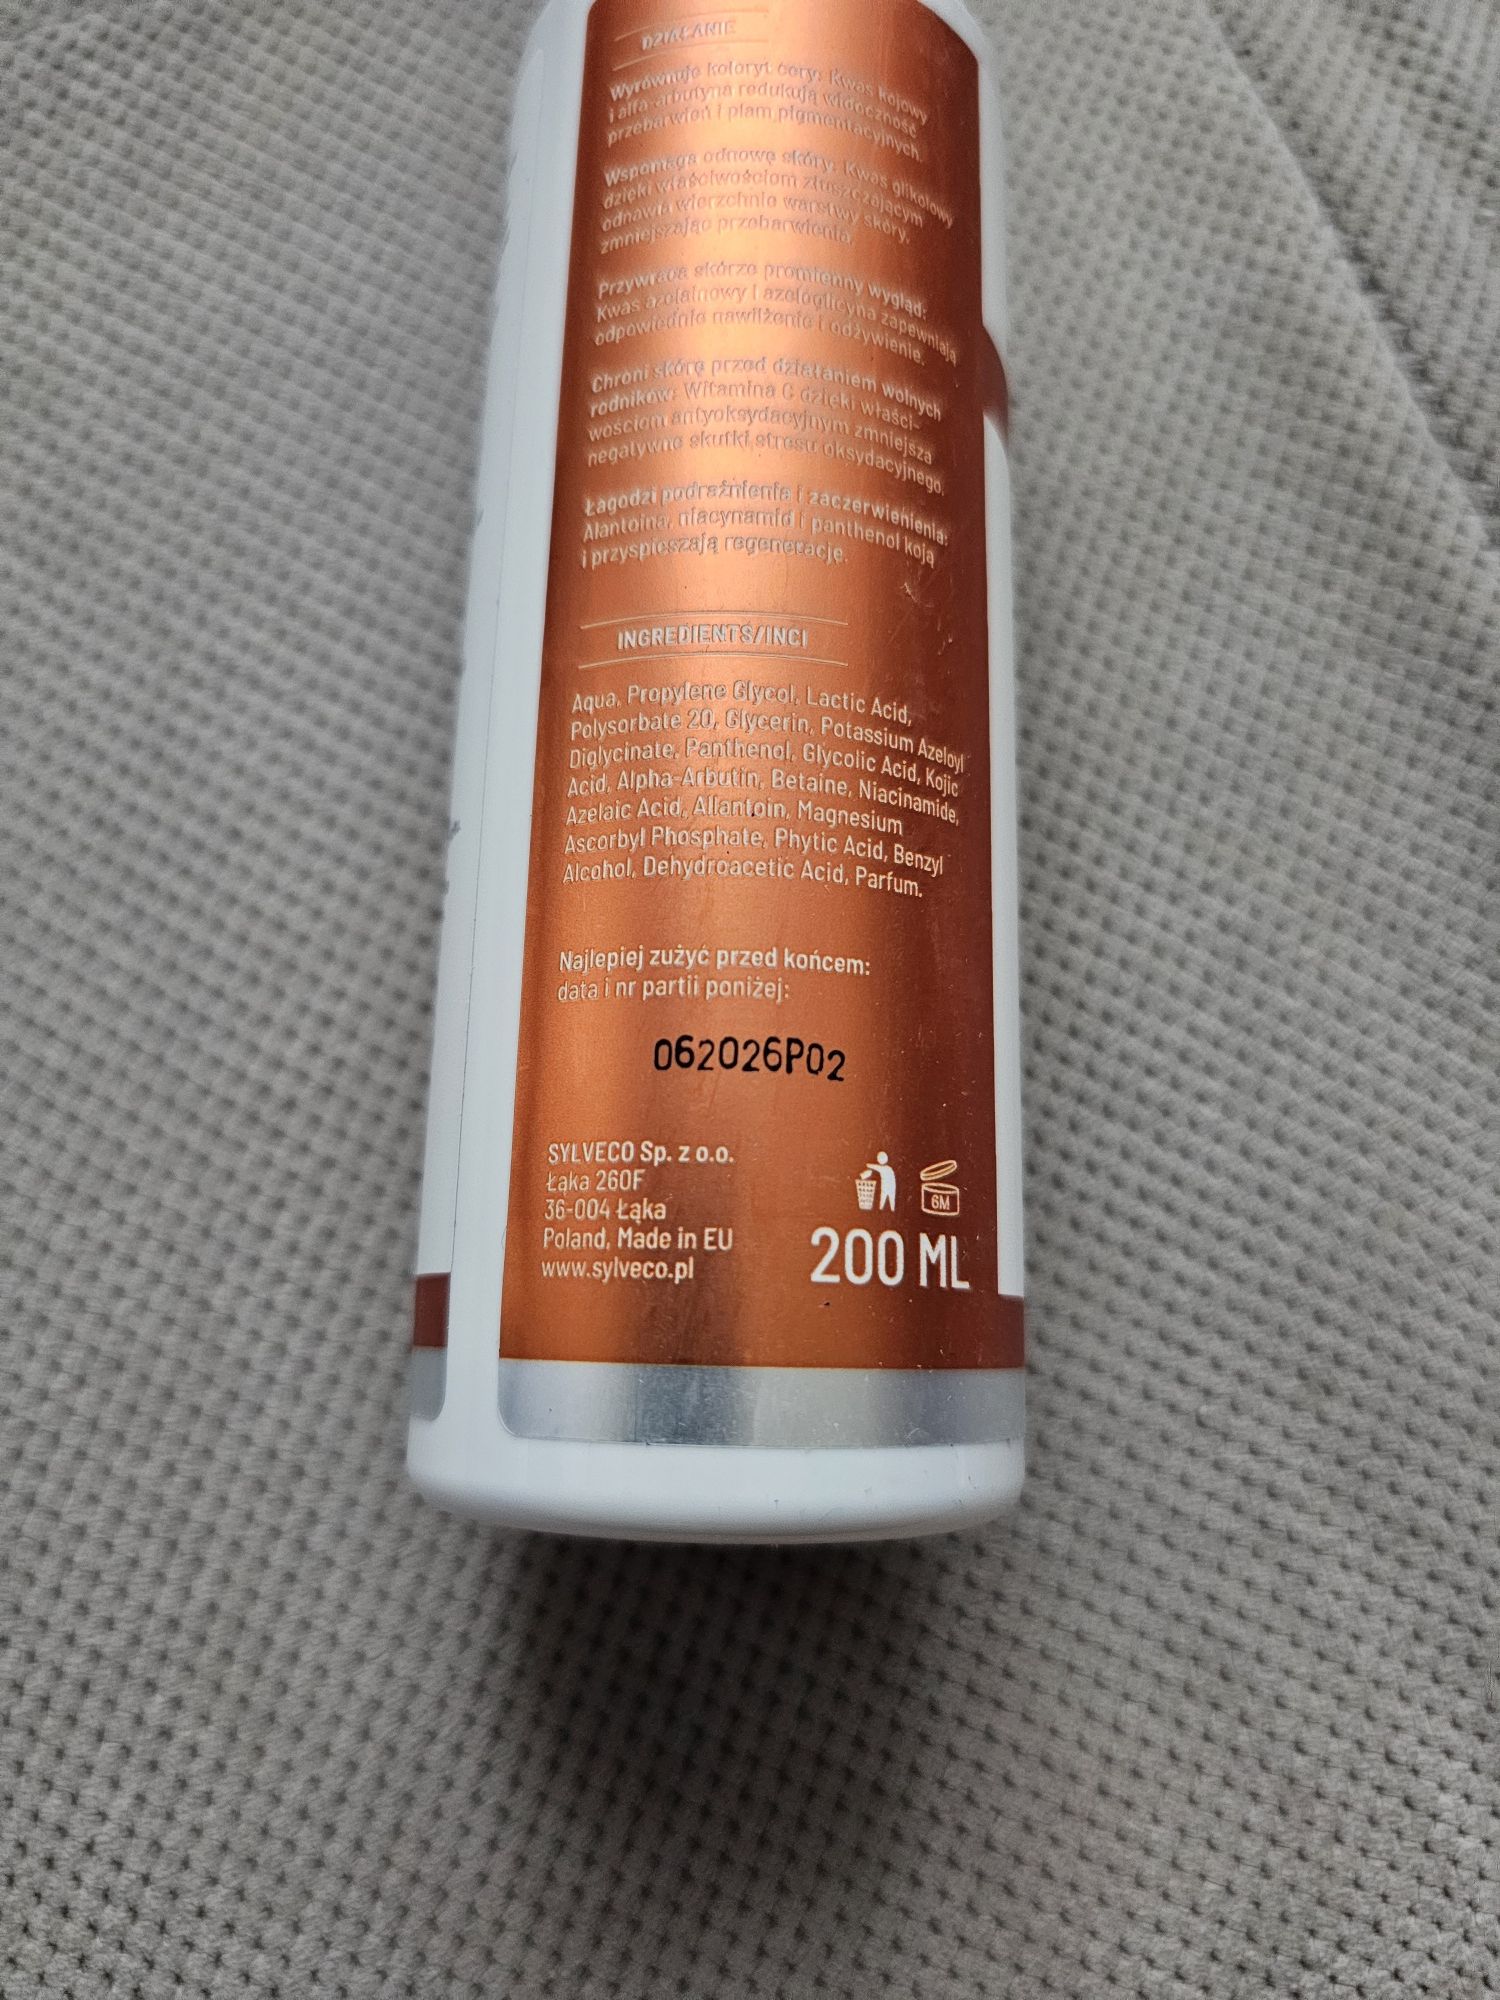 DZIAŁANIE
Wyrównuje koloryt cery: Kwas kojowy
i alfa-arbutyna redukują widoczność
przebarwień i plam pigmentacyjnych.
Wspomaga odnowę skóry: Kwas glikolowy
dzięki właściwościom złuszczającym
odnawia wierzchnie warstwy skóry,
zmniejszając przebarwienia.
Przywraca skórze promienny wygląd:
Kwas azelainowy i azeloglicyna zapewniają
odpowiednie nawilżenie i odżywienie.
Chroni skórę przed działaniem wolnych
rodników: Witamina C dzięki właści-
wościom antyoksydacyjnym zmniejsza
negatywne skutki stresu oksydacyjnego.
Łagodzi podrażnienia i zaczerwienienia:
Alantoina, niacynamid i panthenol koją
i przyspieszają regenerację.
INGREDIENTS/INCI
Aqua, Propylene Glycol, Lactic Acid,
Polysorbate 20, Glycerin, Potassium Azeloyl
Diglycinate, Panthenol, Glycolic Acid, Kojic
Acid, Alpha-Arbutin, Betaine, Niacinamide,
Azelaic Acid, Allantoin, Magnesium
Ascorbyl Phosphate, Phytic Acid, Benzyl
Alcohol, Dehydroacetic Acid, Parfum.
Najlepiej zużyć przed końcem:
data i nr partii poniżej:
062026P02
SYLVECO Sp. z o.o.
Łąka 260F
36-004 Łąka
Poland, Made in EU
www.sylveco.pl
6M
200 ML